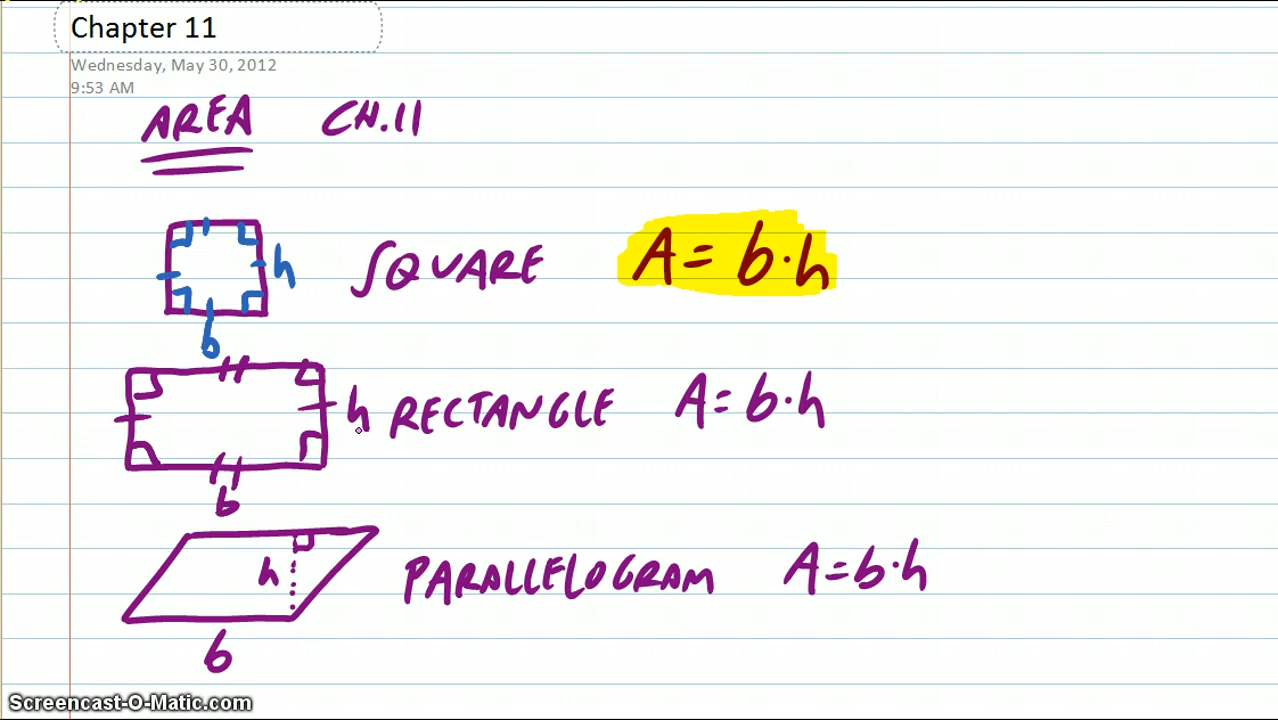 Chapter 11
Wednesday, May 30, 2012
9:53 AM
AREA CH.11
h SQUARE A = b·h
b
h RECTANGLE A = b·h
b
h PARALLELOGRAM A = b·h
b
Screencast-O-Matic.com